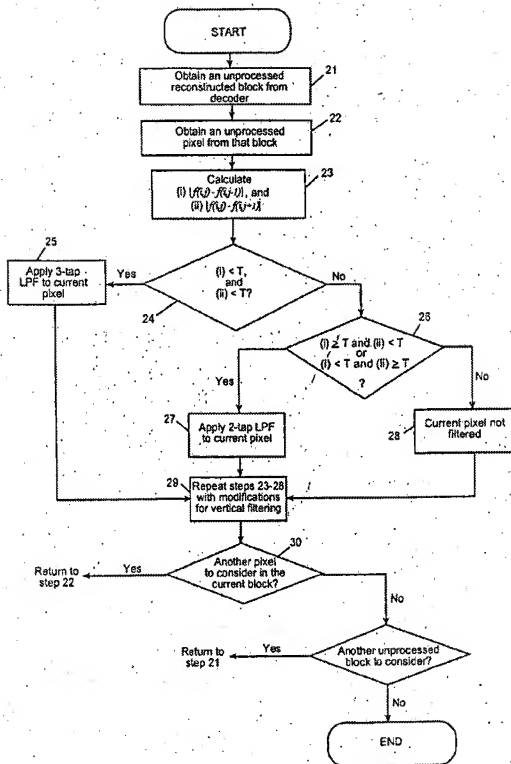 START
Obtain an unprocessed
reconstructed block from
decoder
21
Obtain an unprocessed
pixel from that block
22
Calculate
(i) |f(i,j) - f(i,j-1)|, and
(ii) |f(i,j) - f(i,j+1)|
23
25
Apply 3-tap
LPF to current
pixel
Yes
(i) < T,
and
(ii) < T?
24
No
26
(i) ≥ T and (ii) < T
or
(i) < T and (ii) ≥ T
?
Yes
No
27
Apply 2-tap LPF
to current pixel
28
Current pixel not
filtered
29
Repeat steps 23-28
with modifications
for vertical filtering
30
Another pixel
to consider in the
current block?
Yes
Return to
step 22
No
Another unprocessed
block to consider?
Yes
Return to
step 21
No
END